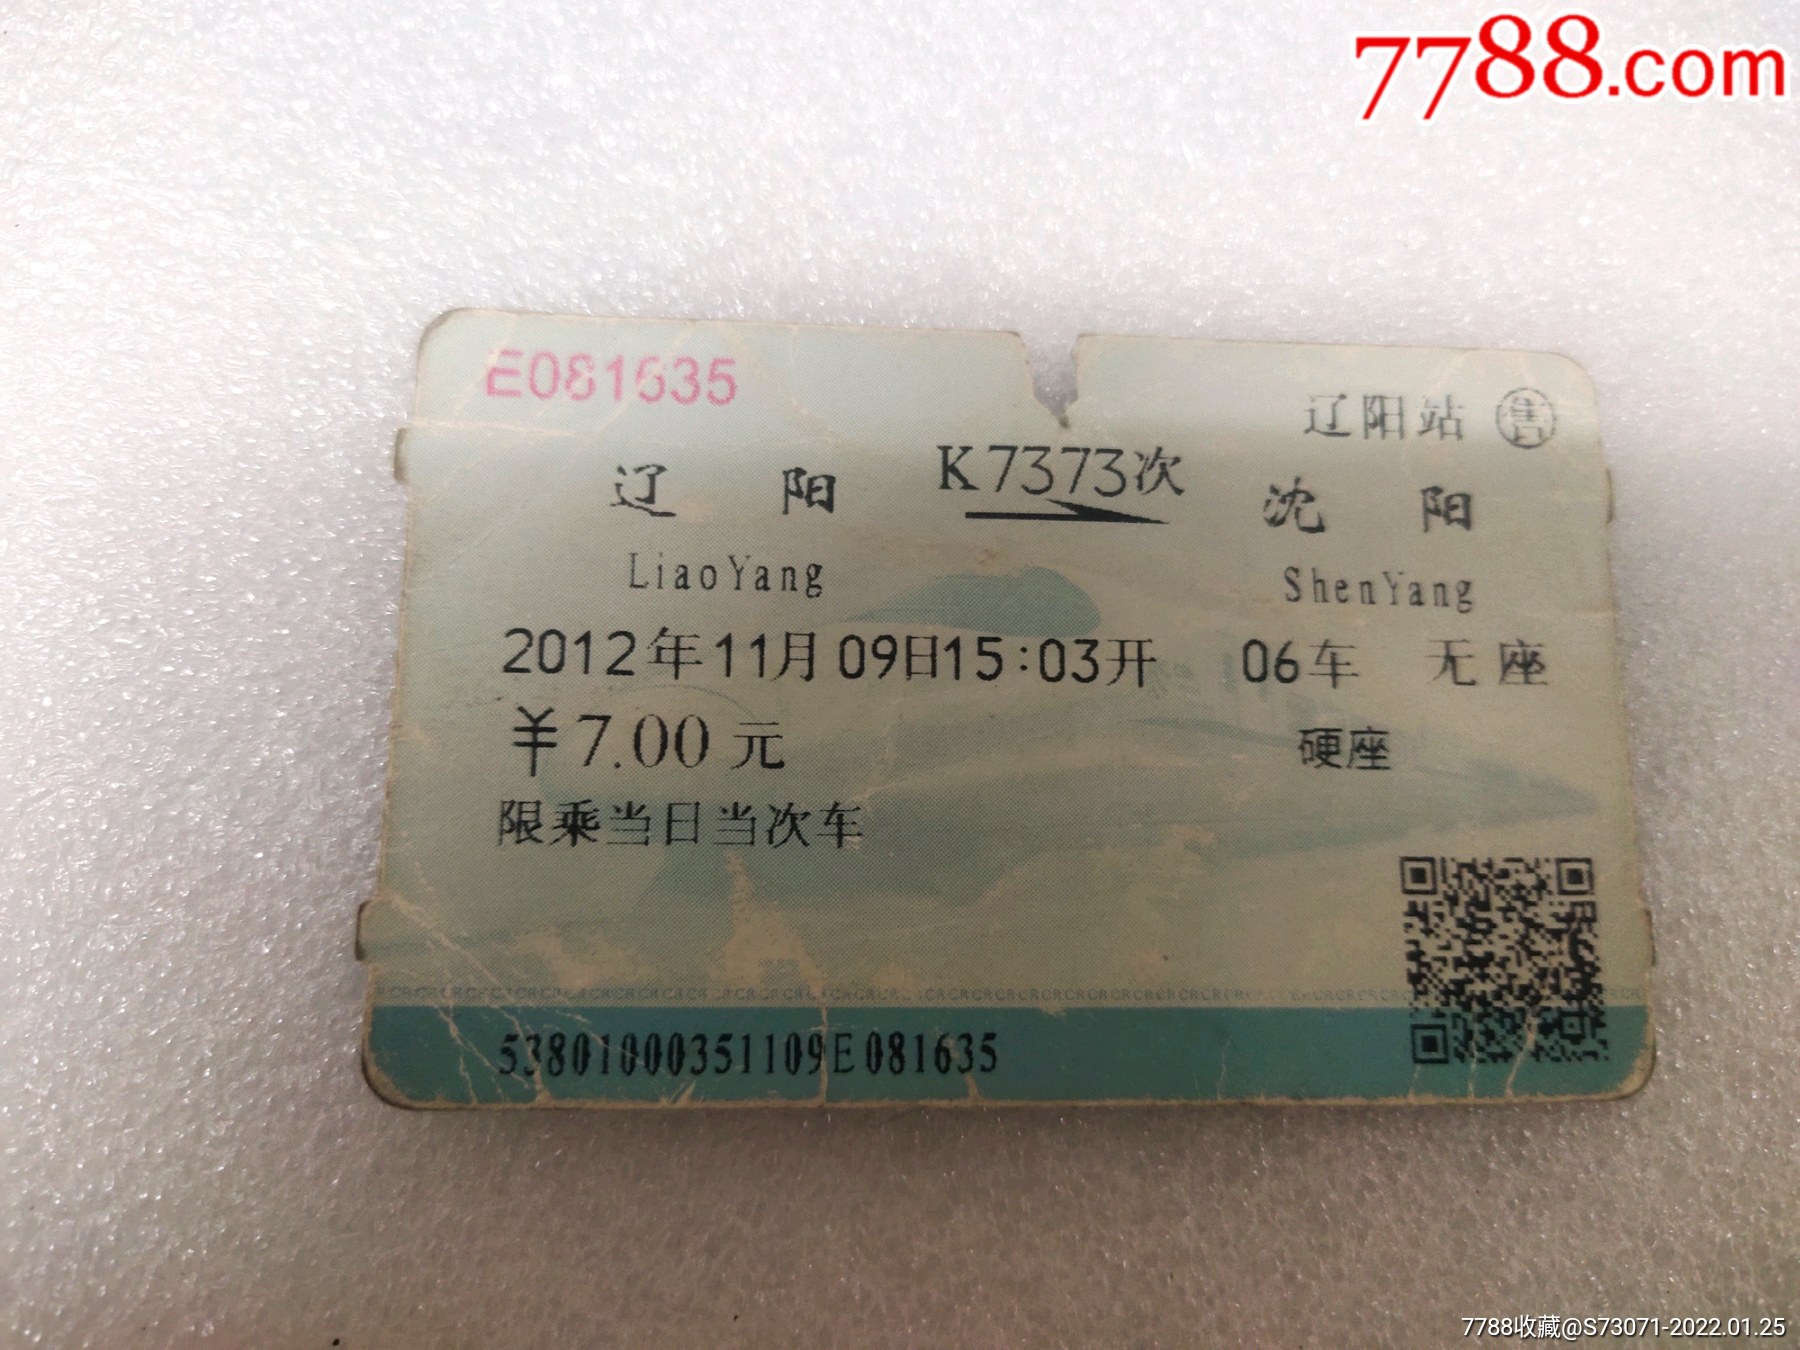 7788.com
E081635
辽阳站 售
辽阳 K7373次 沈阳
LiaoYang ShenYang
2012年11月09日15:03开 06车 无座
¥7.00元 硬座
限乘当日当次车
53801000351109E081635
7788收藏@S73071-2022.01.25